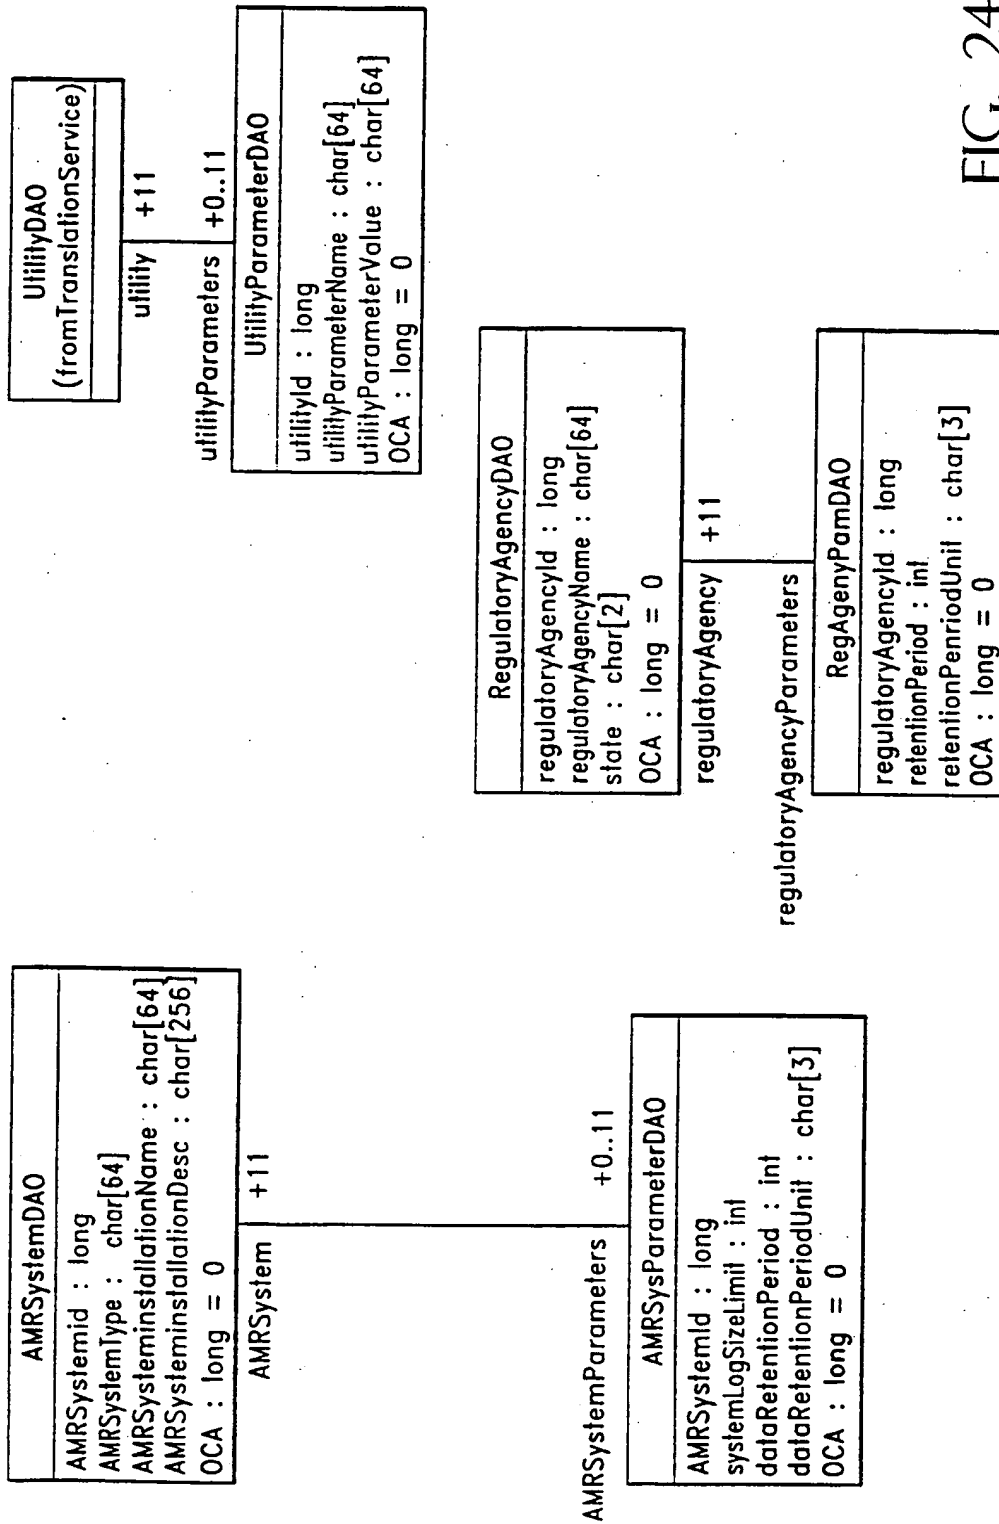 AMRSystemDAO
AMRSystemid : long
AMRSystemType : char[64]
AMRSysteminstallationName : char[64]
AMRSysteminstallationDesc : char[256]
OCA : long = 0
AMRSystem +11
AMRSystemParameters +0..11
AMRSysParameterDAO
AMRSystemId : long
systemLogSizeLimit : int
dataRetentionPeriod : int
dataRetentionPeriodUnit : char[3]
OCA : long = 0
UtilityDAO
(fromTranslationService)
utility +11
utilityParameters +0..11
UtilityParameterDAO
utilityId : long
utilityParameterName : char[64]
utilityParameterValue : char[64]
OCA : long = 0
RegulatoryAgencyDAO
regulatoryAgencyId : long
regulatoryAgencyName : char[64]
state : char[2]
OCA : long = 0
regulatoryAgency +11
regulatoryAgencyParameters
RegAgenyPamDAO
regulatoryAgencyId : long
retentionPeriod : int
retentionPenriodUnit : char[3]
OCA : long = 0
FIG. 24